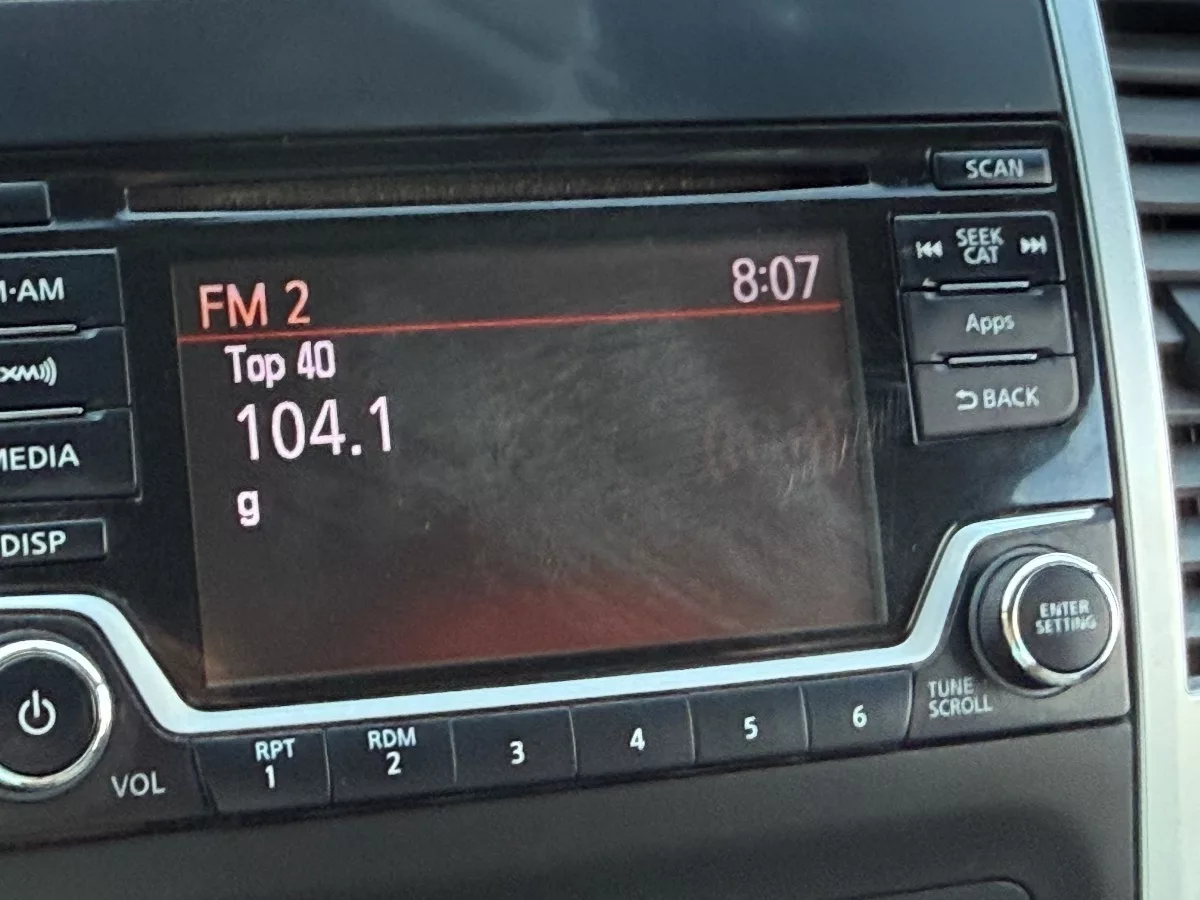 SCAN
SEEK
CAT
·AM
FM 2 8:07
Apps
Top 40
XM
BACK
104.1
MEDIA
g
DISP
ENTER
SETTING
TUNE
SCROLL
VOL
RPT
1
RDM
2
3
4
5
6